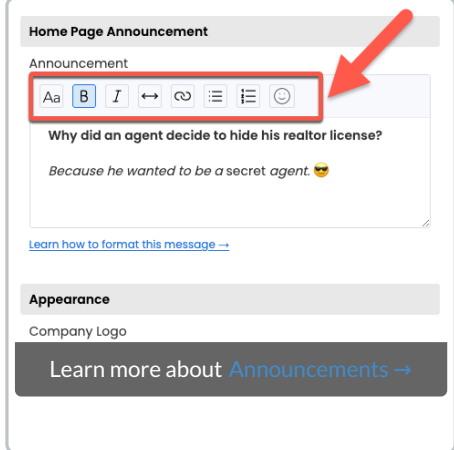 Home Page Announcement
Announcement
Aa B I
Why did an agent decide to hide his realtor license?
Because he wanted to be a secret agent. 😎
Learn how to format this message →
Appearance
Company Logo
Learn more about Announcements →